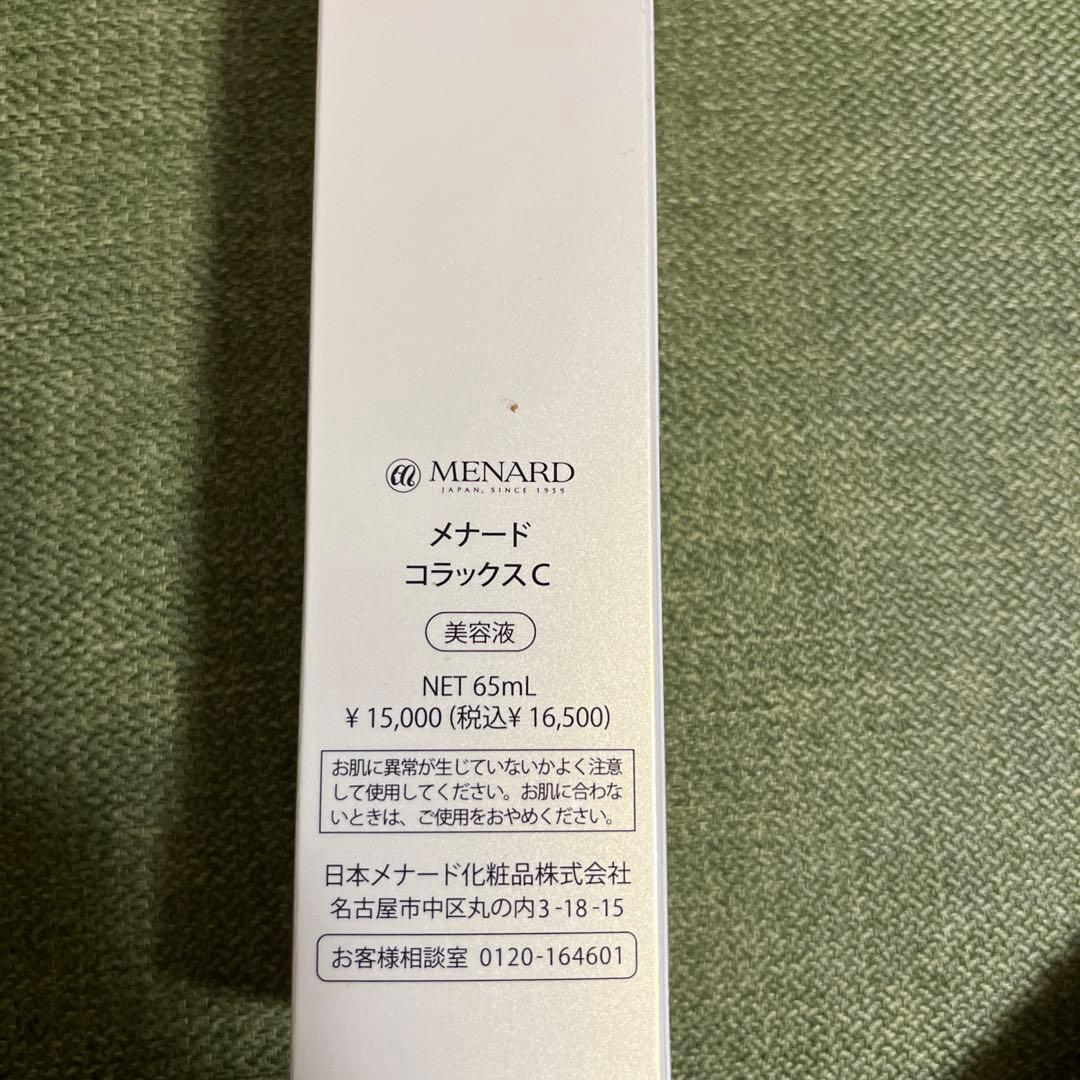 MENARD
JAPAN, SINCE 1959
メナード
コラックスC
美容液
NET 65mL
¥ 15,000 (税込¥ 16,500)
お肌に異常が生じていないかよく注意
して使用してください。お肌に合わな
いときは、ご使用をおやめください。
日本メナード化粧品株式会社
名古屋市中区丸の内3-18-15
お客様相談室 0120-164601